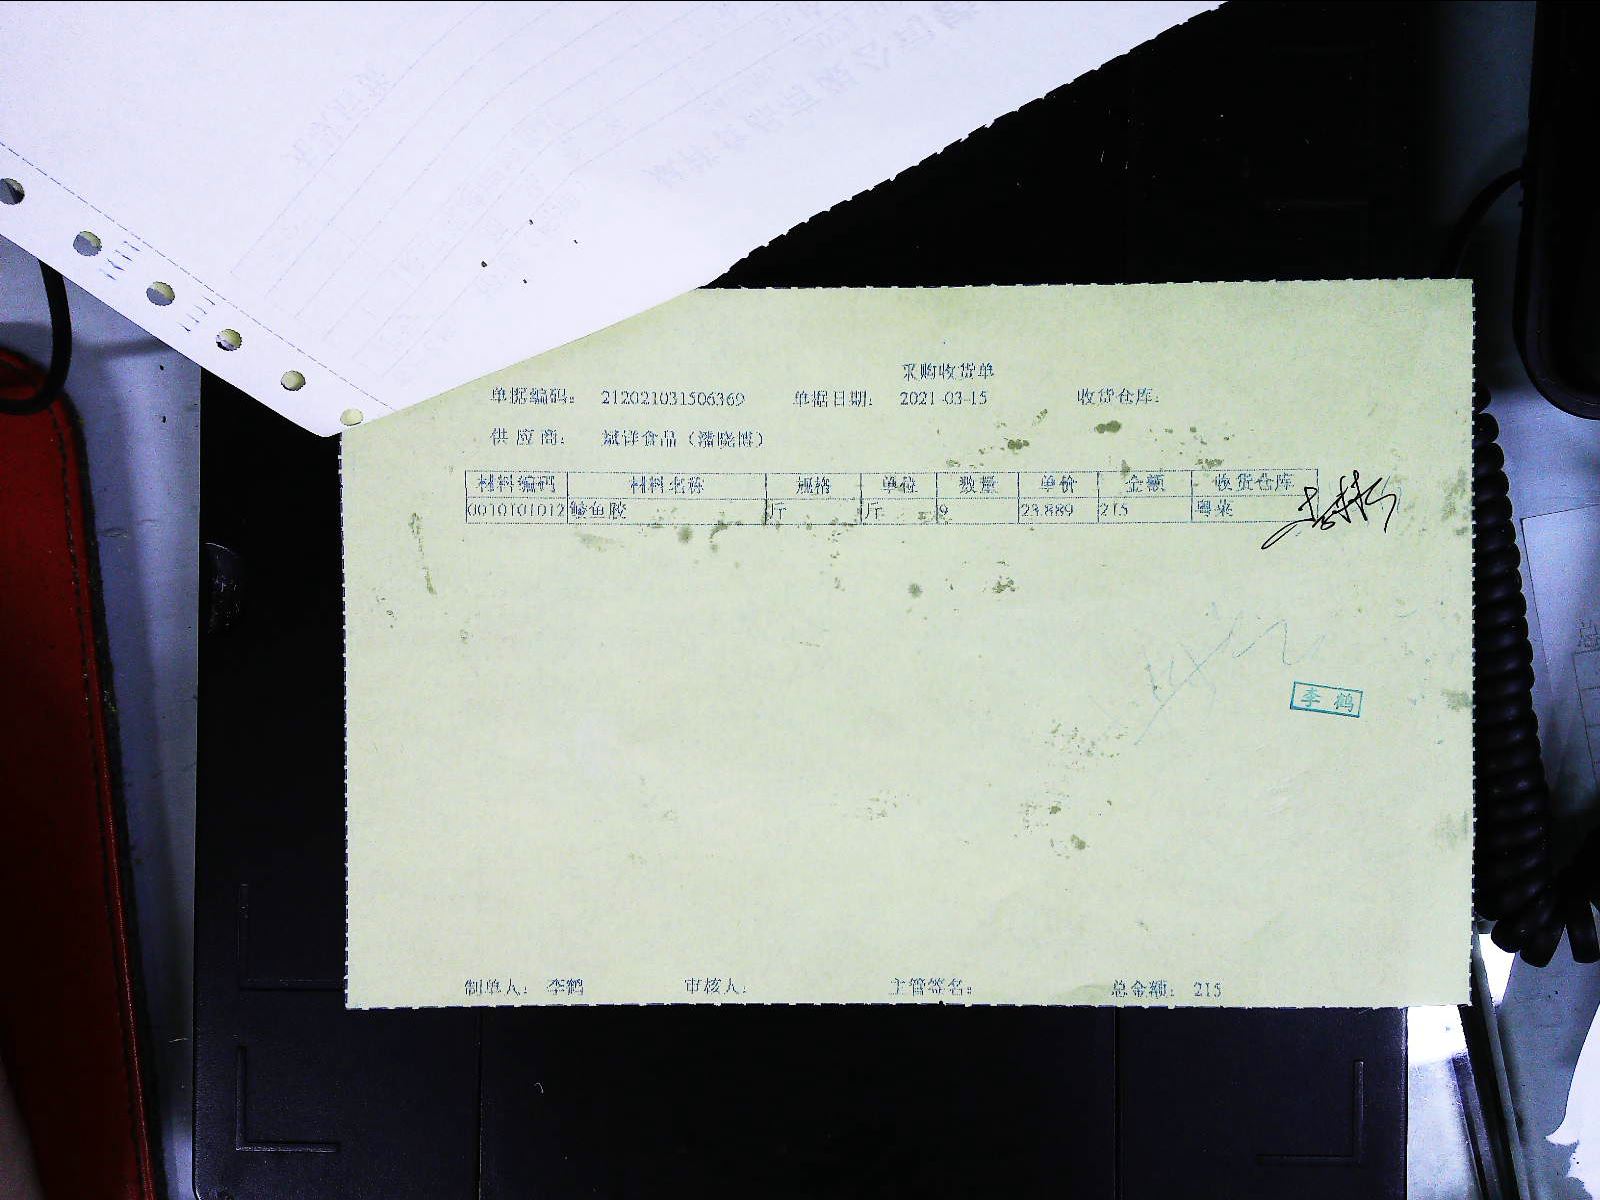 采购收货单
单据编码: 212021031506369 单据日期: 2021-03-15 收货仓库:
供应商: 斌详食品（潘晓博）
材料编码 材料名称 规格 单位 数量 单价 金额 收货仓库
0010101012 鲮鱼胶 斤 斤 9 23.889 215 粤菜
李鹤
制单人: 李鹤 审核人: 主管签名: 总金额: 215